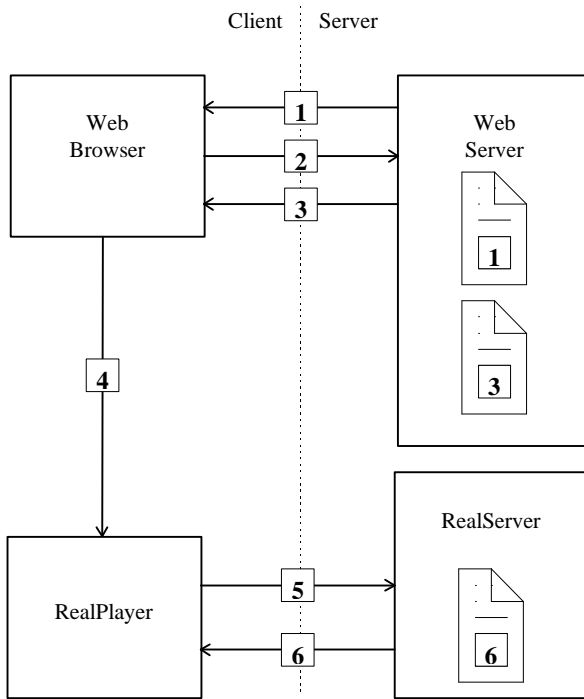 Client Server
1
Web
Browser
Web
Server
2
3
1
4
3
RealServer
5
RealPlayer
6
6